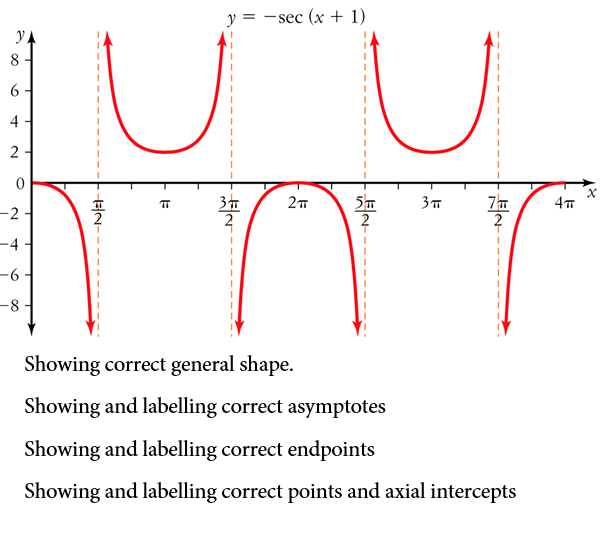 y = −sec (x + 1)
y
8
6
4
2
0
−2
−4
−6
−8
π/2 π 3π/2 2π 5π/2 3π 7π/2 4π x
Showing correct general shape.
Showing and labelling correct asymptotes
Showing and labelling correct endpoints
Showing and labelling correct points and axial intercepts